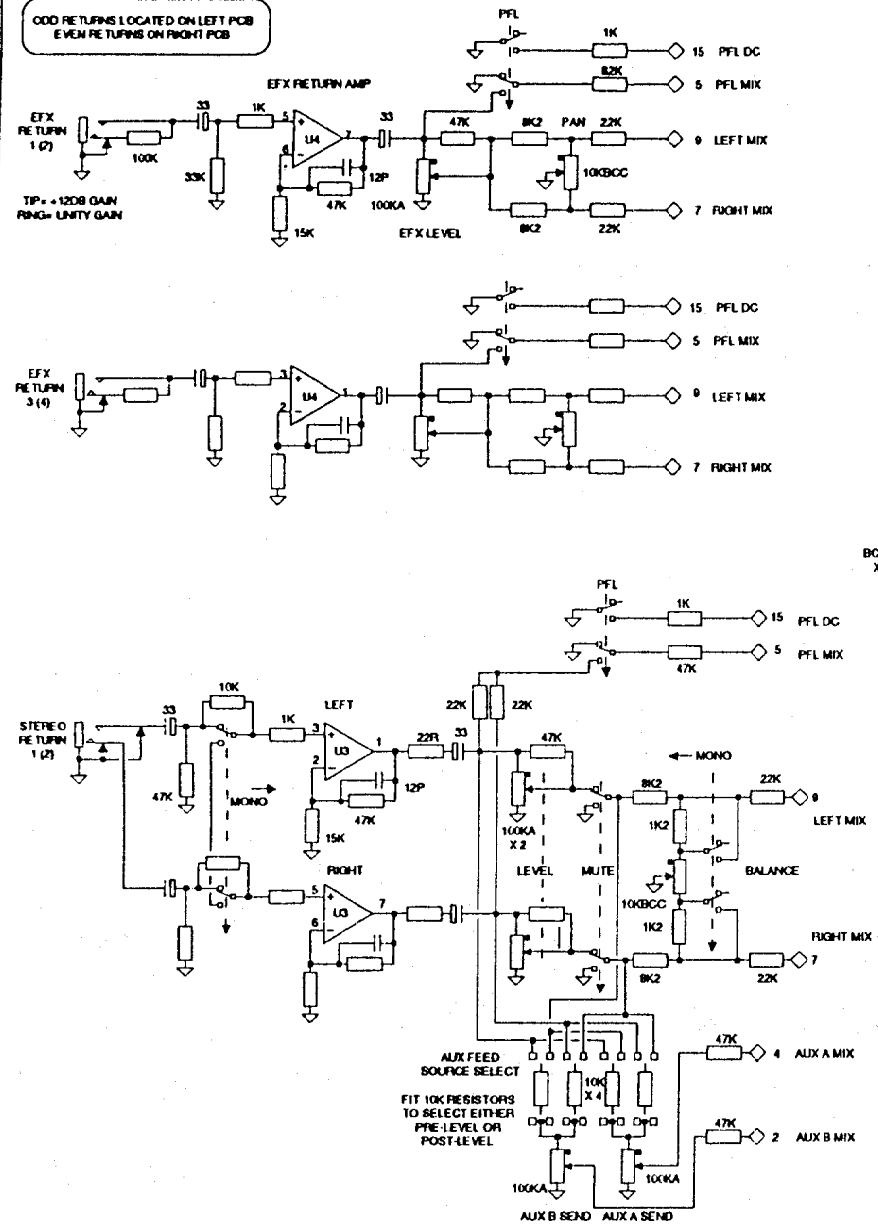 ODD RETURNS LOCATED ON LEFT PCB
EVEN RETURNS ON RIGHT PCB
PFL
1K
15 PFL DC
82K
5 PFL MIX
EFX RETURN AMP
EFX
RETURN
1 (2)
33
1K
5
+
U4
7
6
-
33
47K
8K2
PAN
22K
9 LEFT MIX
100K
33K
12P
47K
100KA
10KBCC
TIP= +12DB GAIN
RING= UNITY GAIN
15K
EFX LEVEL
8K2
22K
7 RIGHT MIX
15 PFL DC
5 PFL MIX
EFX
RETURN
3 (4)
3
+
U4
1
2
-
9 LEFT MIX
7 RIGHT MIX
BO
X
PFL
1K
15 PFL DC
5 PFL MIX
47K
10K
LEFT
22K
22K
STEREO
RETURN
1 (2)
33
1K
3
+
U3
1
2
-
22R
33
47K
MONO
8K2
22K
9
LEFT MIX
47K
MONO
12P
47K
15K
100KA
X 2
1K2
RIGHT
LEVEL
MUTE
BALANCE
10KBCC
5
+
U3
7
6
-
1K2
RIGHT MIX
7
8K2
22K
AUX FEED
SOURCE SELECT
47K
4 AUX A MIX
FIT 10K RESISTORS
TO SELECT EITHER
PRE-LEVEL OR
POST-LEVEL
10K
X 4
47K
2 AUX B MIX
100KA
100KA
AUX B SEND
AUX A SEND